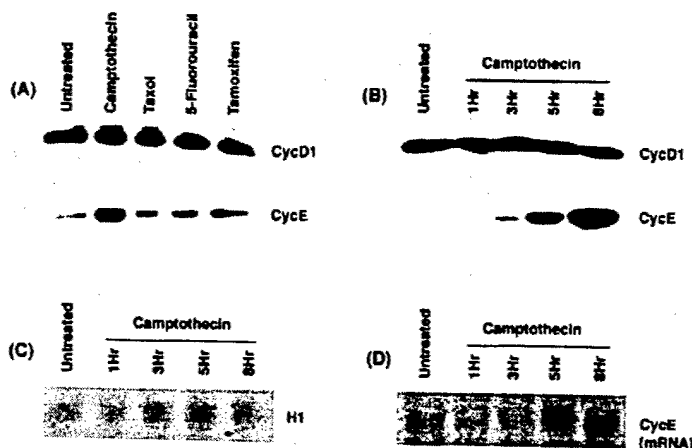 (A)
Untreated
Camptothecin
Taxol
5-Fluorouracil
Tamoxifen
CycD1
CycE
(B)
Untreated
Camptothecin
1Hr
3Hr
5Hr
8Hr
CycD1
CycE
(C)
Untreated
Camptothecin
1Hr
3Hr
5Hr
8Hr
H1
(D)
Untreated
Camptothecin
1Hr
3Hr
5Hr
8Hr
CycE
(mRNA)